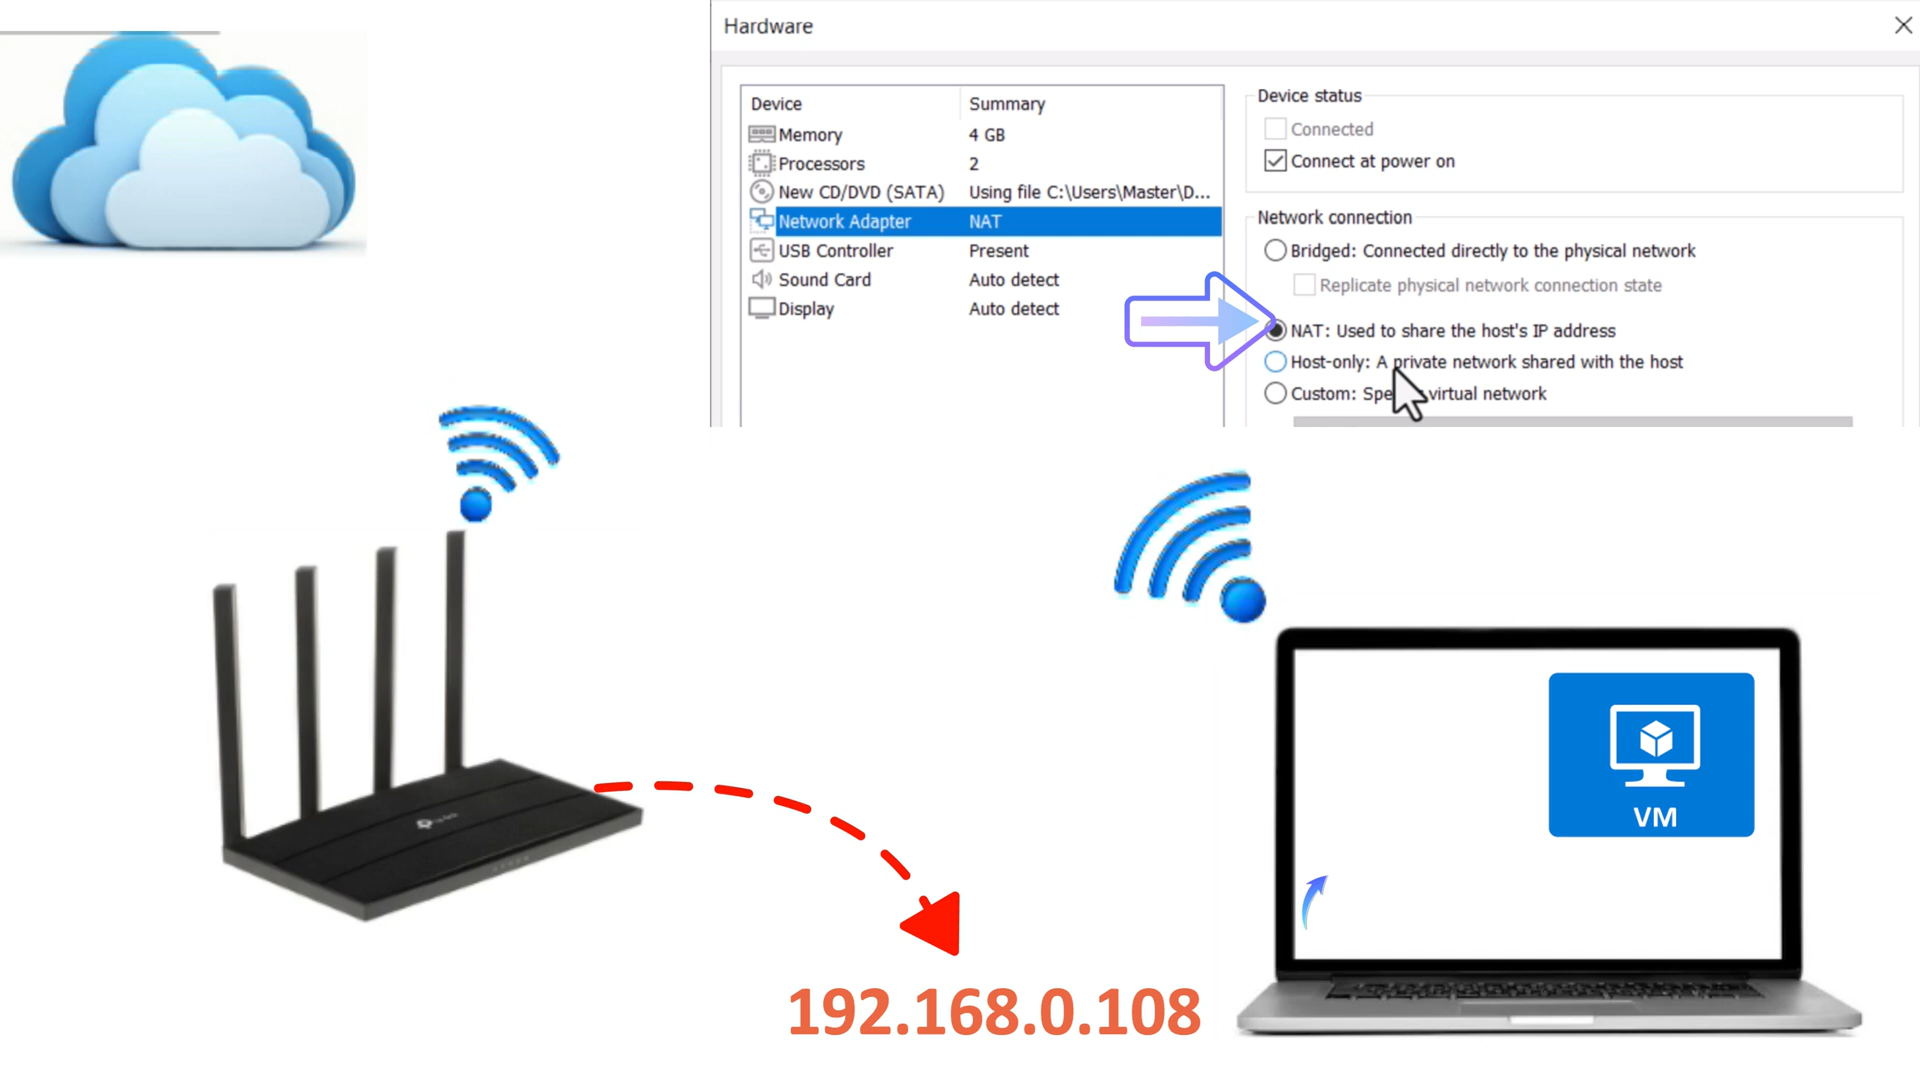 Hardware
Device Summary
Memory 4 GB
Processors 2
New CD/DVD (SATA) Using file C:\Users\Master\D...
Network Adapter NAT
USB Controller Present
Sound Card Auto detect
Display Auto detect
Device status
Connected
Connect at power on
Network connection
Bridged: Connected directly to the physical network
Replicate physical network connection state
NAT: Used to share the host's IP address
Host-only: A private network shared with the host
Custom: virtual network
VM
192.168.0.108